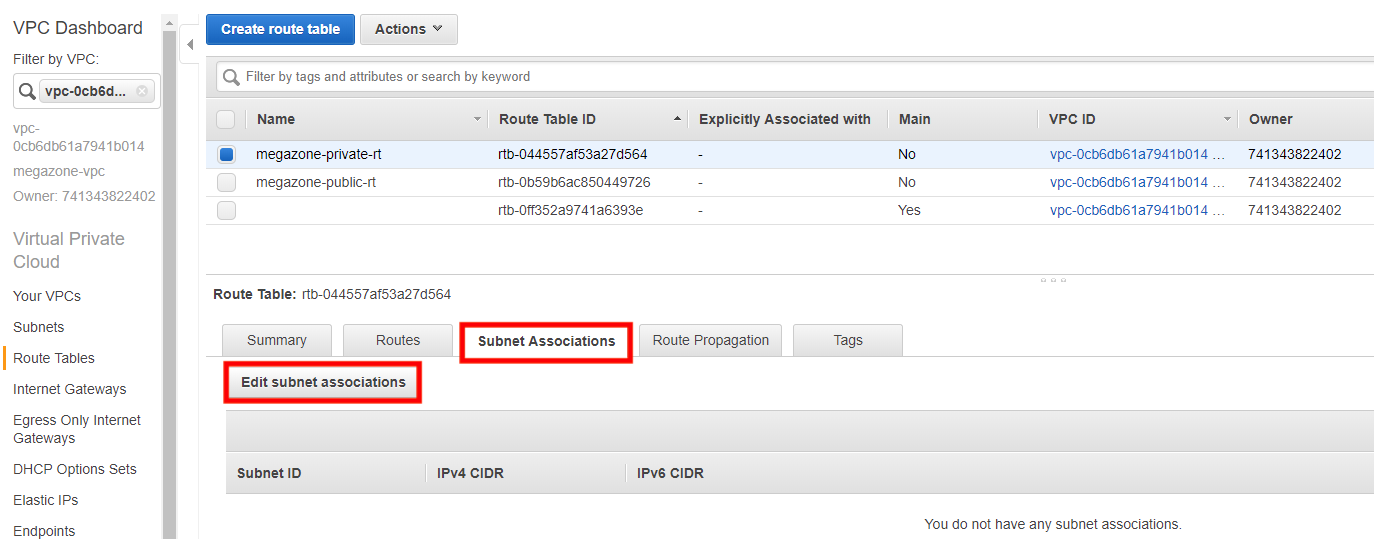 VPC Dashboard
Filter by VPC:
vpc-0cb6d...
vpc-
0cb6db61a7941b014
megazone-vpc
Owner: 741343822402
Virtual Private
Cloud
Your VPCs
Subnets
Route Tables
Internet Gateways
Egress Only Internet
Gateways
DHCP Options Sets
Elastic IPs
Endpoints
Create route table Actions
Filter by tags and attributes or search by keyword
Name Route Table ID Explicitly Associated with Main VPC ID Owner
megazone-private-rt rtb-044557af53a27d564 - No vpc-0cb6db61a7941b014 ... 741343822402
megazone-public-rt rtb-0b59b6ac850449726 - No vpc-0cb6db61a7941b014 ... 741343822402
rtb-0ff352a9741a6393e - Yes vpc-0cb6db61a7941b014 ... 741343822402
Route Table: rtb-044557af53a27d564
Summary Routes Subnet Associations Route Propagation Tags
Edit subnet associations
Subnet ID IPv4 CIDR IPv6 CIDR
You do not have any subnet associations.